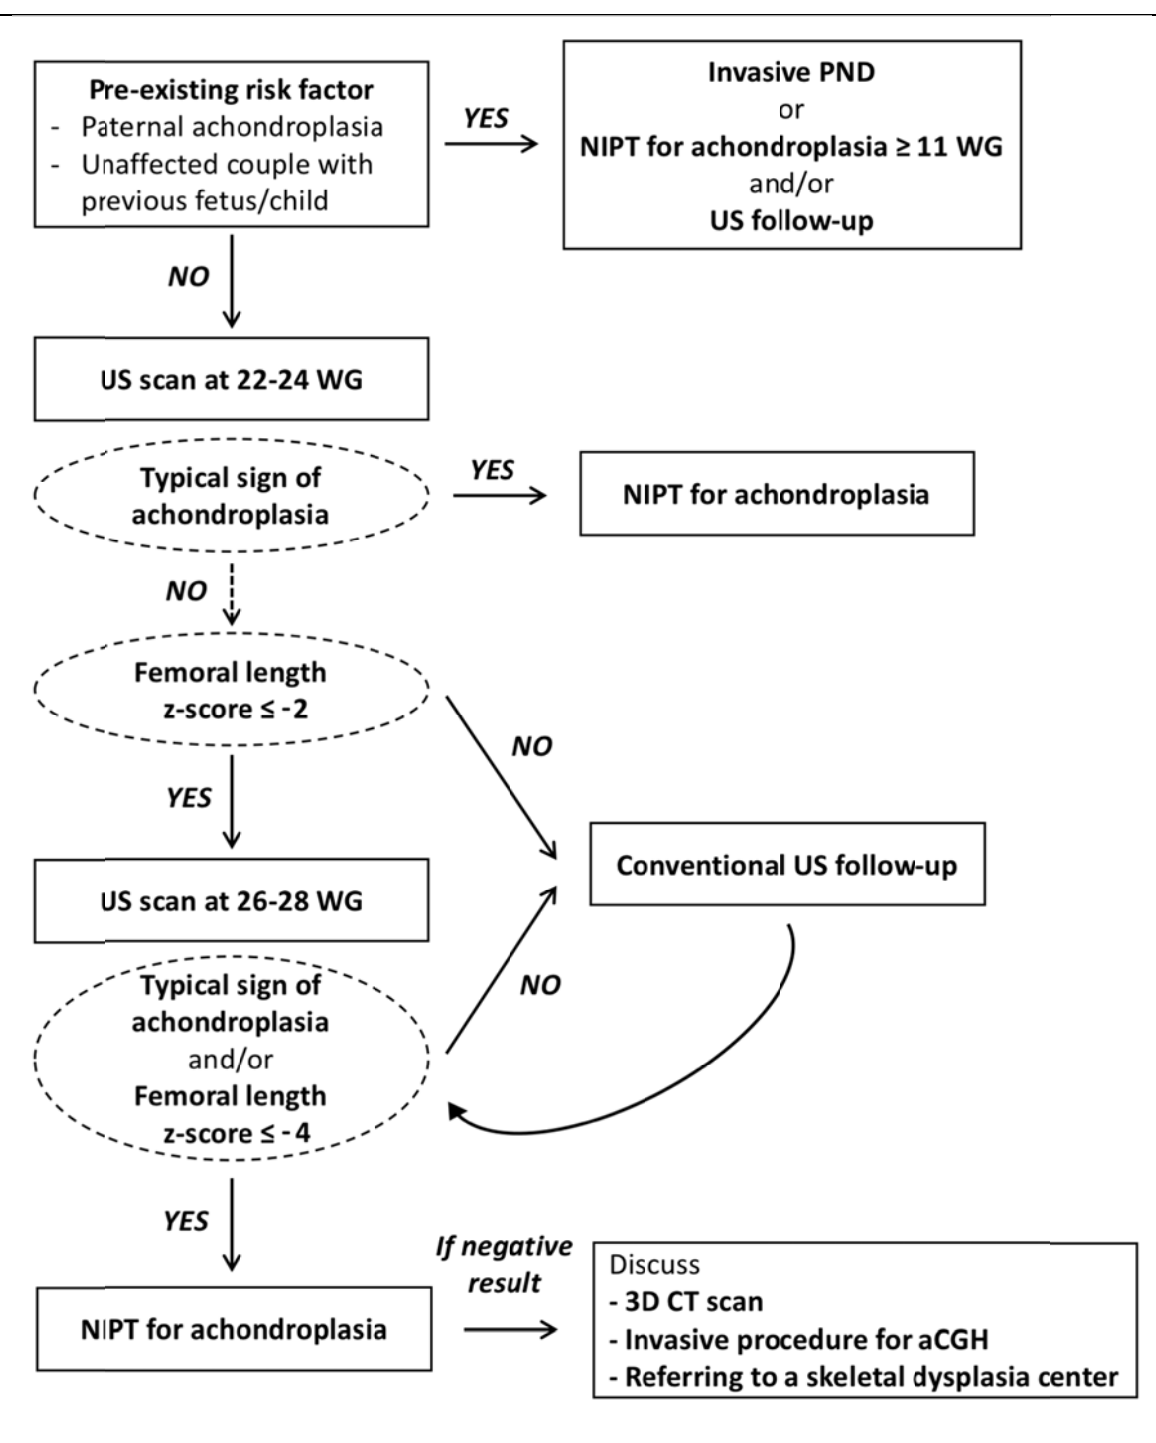 Pre-existing risk factor
- Paternal achondroplasia
- Unaffected couple with
previous fetus/child
YES
Invasive PND
or
NIPT for achondroplasia ≥ 11 WG
and/or
US follow-up
NO
US scan at 22-24 WG
Typical sign of
achondroplasia
YES
NIPT for achondroplasia
NO
Femoral length
z-score ≤ -2
NO
YES
Conventional US follow-up
US scan at 26-28 WG
Typical sign of
achondroplasia
and/or
Femoral length
z-score ≤ -4
NO
YES
NIPT for achondroplasia
If negative
result
Discuss
- 3D CT scan
- Invasive procedure for aCGH
- Referring to a skeletal dysplasia center